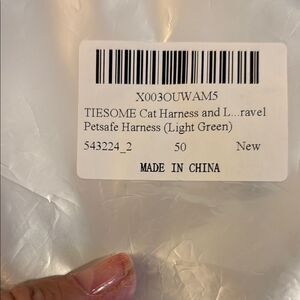 X003OUWAM5
TIESOME Cat Harness and L...ravel
Petsafe Harness (Light Green)
543224_2 50 New
MADE IN CHINA